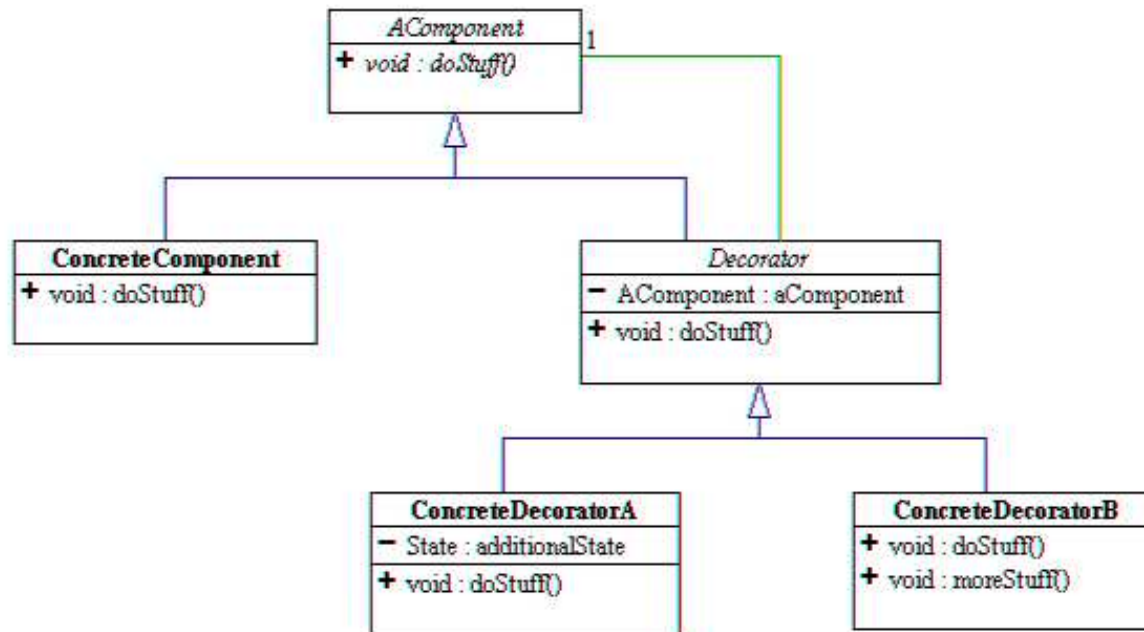 AComponent
1
+ void : doStuff()
ConcreteComponent
+ void : doStuff()
Decorator
- AComponent : aComponent
+ void : doStuff()
ConcreteDecoratorA
- State : additionalState
+ void : doStuff()
ConcreteDecoratorB
+ void : doStuff()
+ void : moreStuff()